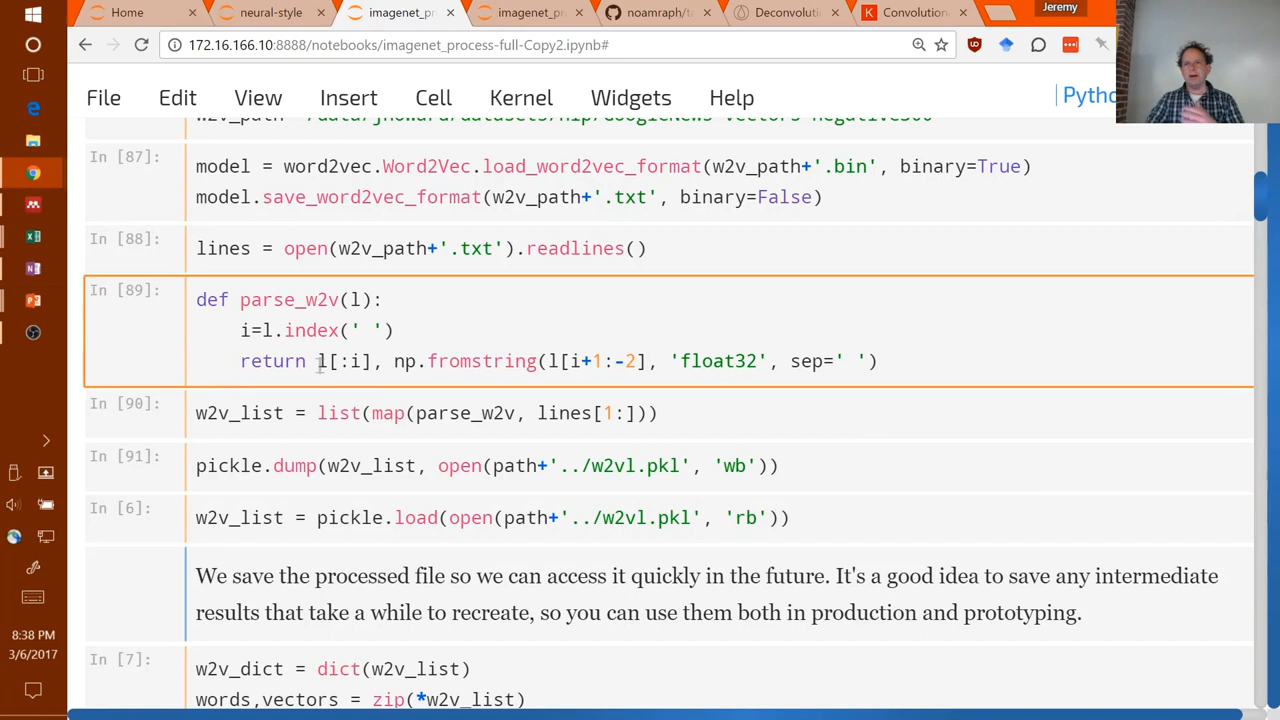 Home
neural-style
imagenet_pr
imagenet_pr
noamraph/ta
Deconvoluti
Convolution
Jeremy
172.16.166.10:8888/notebooks/imagenet_process-full-Copy2.ipynb#
File Edit View Insert Cell Kernel Widgets Help
In [87]:
model = word2vec.Word2Vec.load_word2vec_format(w2v_path+'.bin', binary=True)
model.save_word2vec_format(w2v_path+'.txt', binary=False)
In [88]:
lines = open(w2v_path+'.txt').readlines()
In [89]:
def parse_w2v(l):
i=l.index(' ')
return l[:i], np.fromstring(l[i+1:-2], 'float32', sep=' ')
In [90]:
w2v_list = list(map(parse_w2v, lines[1:]))
In [91]:
pickle.dump(w2v_list, open(path+'../w2vl.pkl', 'wb'))
In [6]:
w2v_list = pickle.load(open(path+'../w2vl.pkl', 'rb'))
We save the processed file so we can access it quickly in the future. It's a good idea to save any intermediate
results that take a while to recreate, so you can use them both in production and prototyping.
In [7]:
w2v_dict = dict(w2v_list)
words,vectors = zip(*w2v_list)
8:38 PM
3/6/2017